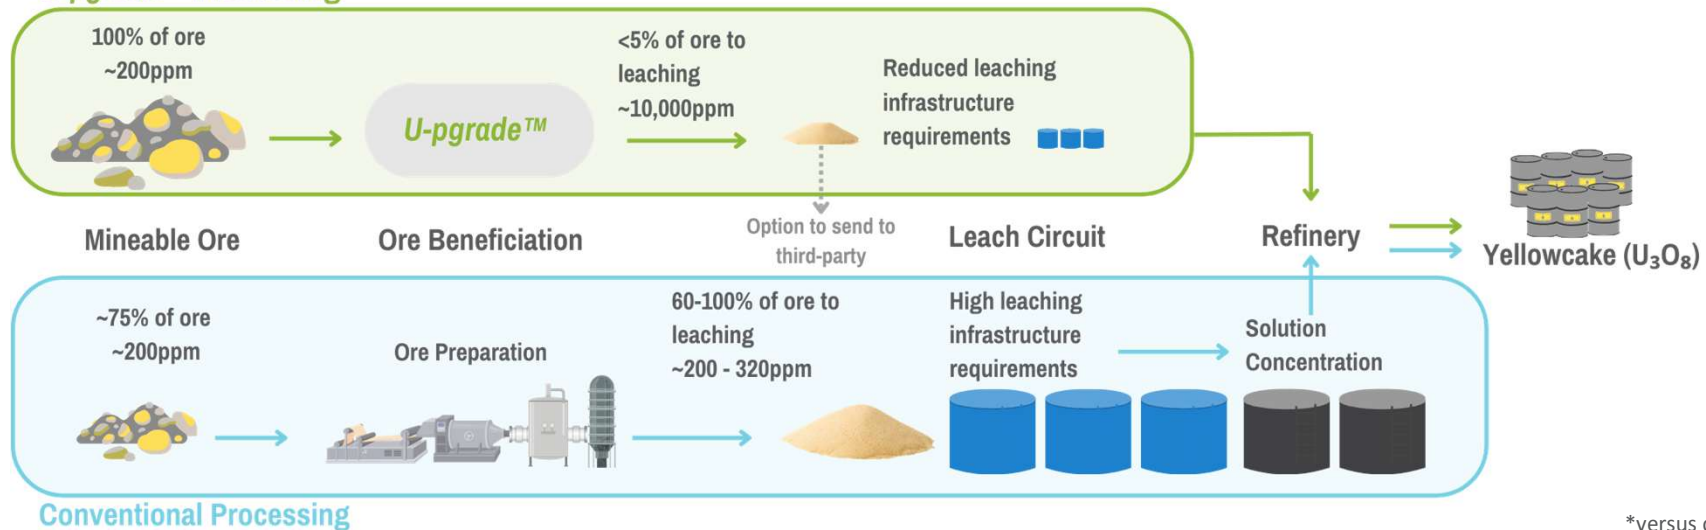 100% of ore
~200ppm
U-pgrade™
<5% of ore to
leaching
~10,000ppm
Reduced leaching
infrastructure
requirements
Mineable Ore
Ore Beneficiation
Option to send to
third-party
Leach Circuit
Refinery
Yellowcake (U₃O₈)
~75% of ore
~200ppm
Ore Preparation
60-100% of ore to
leaching
~200 - 320ppm
High leaching
infrastructure
requirements
Solution
Concentration
Conventional Processing
*versus